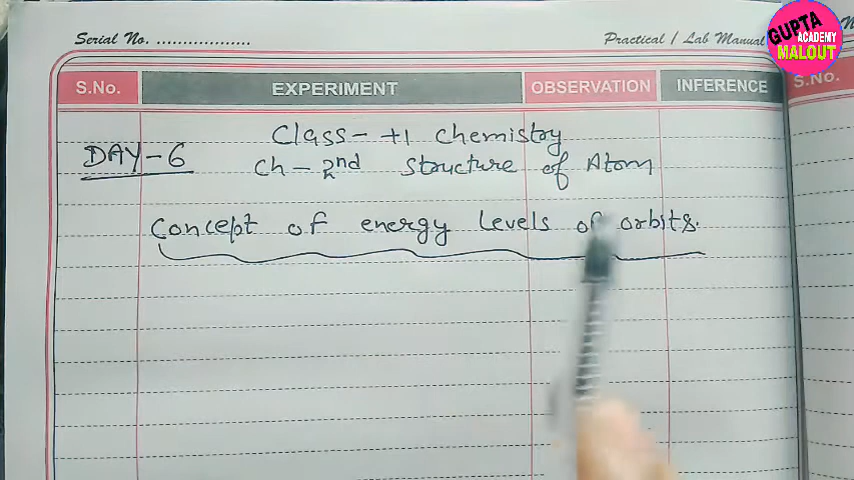 Serial No. ..................
Practical / Lab Manual
GUPTA
ACADEMY
MALOUT
S.No.
EXPERIMENT
OBSERVATION
INFERENCE
S.No.
Class- +1 Chemistry
DAY-6
Ch - 2nd Structure of Atom
Concept of energy Levels of orbits.